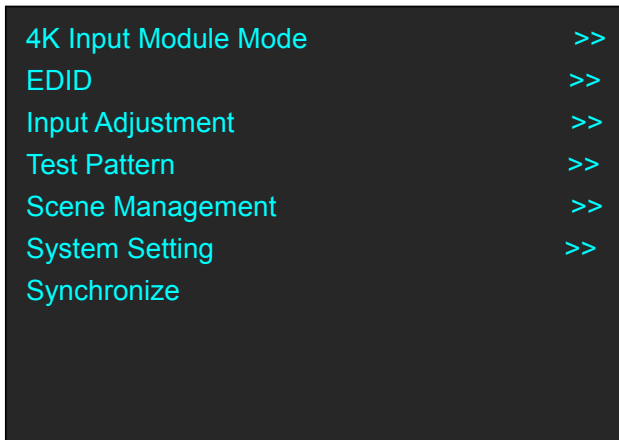 4K Input Module Mode >>
EDID >>
Input Adjustment >>
Test Pattern >>
Scene Management >>
System Setting >>
Synchronize